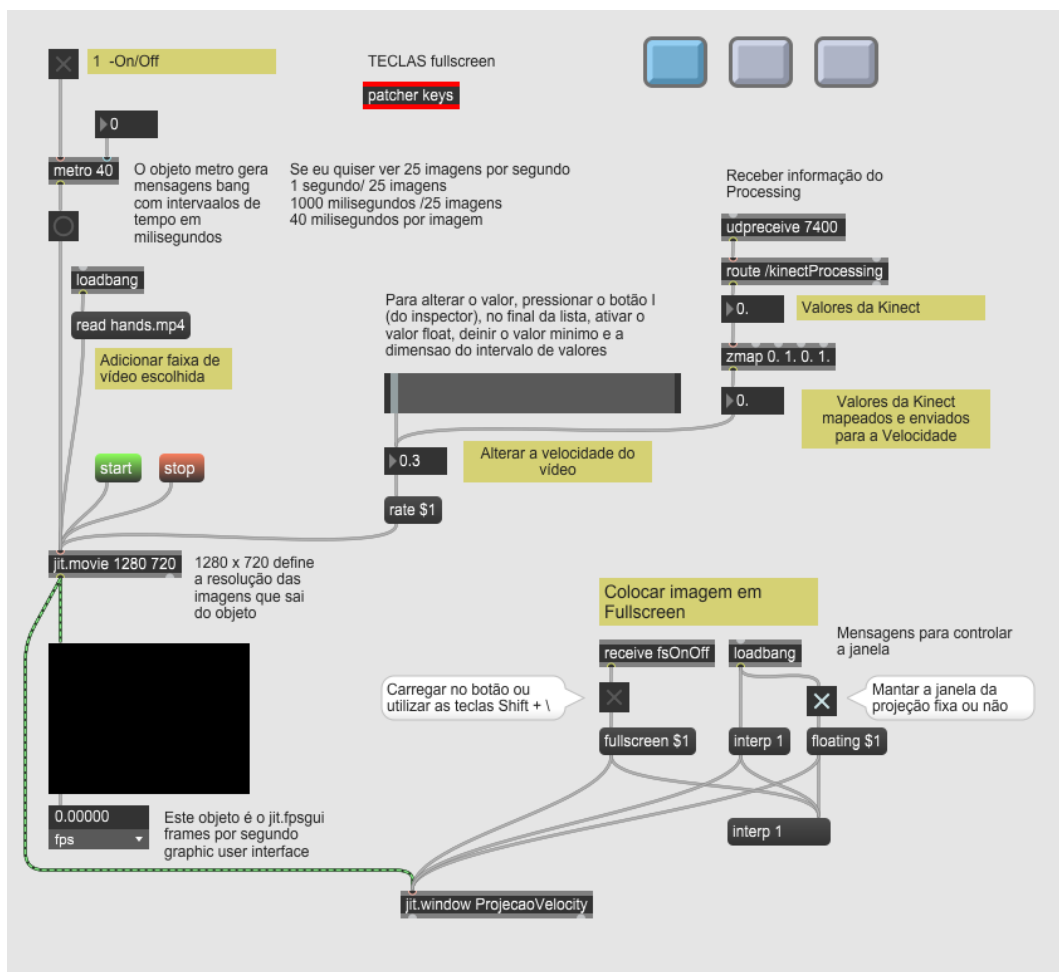 1 -On/Off
TECLAS fullscreen
patcher keys
0
metro 40
O objeto metro gera
mensagens bang
com intervaalos de
tempo em
milisegundos
Se eu quiser ver 25 imagens por segundo
1 segundo/ 25 imagens
1000 milisegundos /25 imagens
40 milisegundos por imagem
Receber informação do
Processing
udpreceive 7400
route /kinectProcessing
0.
Valores da Kinect
zmap 0. 1. 0. 1.
0.
Valores da Kinect
mapeados e enviados
para a Velocidade
loadbang
read hands.mp4
Adicionar faixa de
vídeo escolhida
Para alterar o valor, pressionar o botão I
(do inspector), no final da lista, ativar o
valor float, deinir o valor minimo e a
dimensao do intervalo de valores
0.3
Alterar a velocidade do
vídeo
rate $1
start
stop
jit.movie 1280 720
1280 x 720 define
a resolução das
imagens que sai
do objeto
0.00000
fps
Este objeto é o jit.fpsgui
frames por segundo
graphic user interface
Colocar imagem em
Fullscreen
receive fsOnOff
loadbang
Mensagens para controlar
a janela
Carregar no botão ou
utilizar as teclas Shift + \
Mantar a janela da
projeção fixa ou não
fullscreen $1
interp 1
floating $1
interp 1
jit.window ProjecaoVelocity